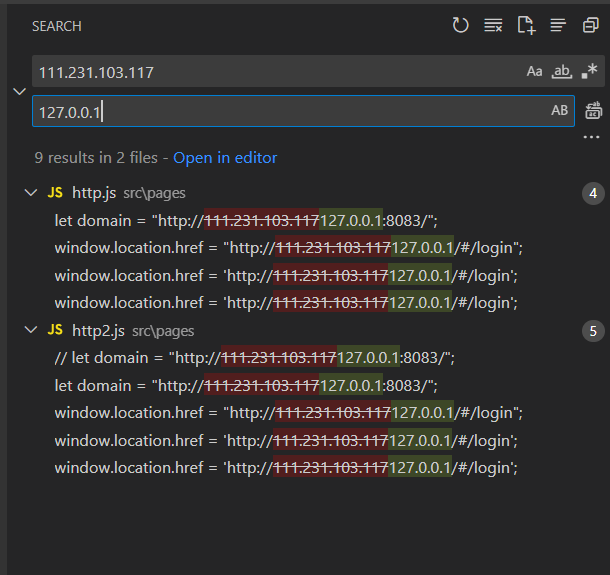 SEARCH
111.231.103.117 Aa ab .*
127.0.0.1 AB
9 results in 2 files - Open in editor
JS http.js src\pages 4
let domain = "http://111.231.103.117127.0.0.1:8083/";
window.location.href = "http://111.231.103.117127.0.0.1/#/login";
window.location.href = 'http://111.231.103.117127.0.0.1/#/login';
window.location.href = 'http://111.231.103.117127.0.0.1/#/login';
JS http2.js src\pages 5
// let domain = "http://111.231.103.117127.0.0.1:8083/";
let domain = "http://111.231.103.117127.0.0.1:8083/";
window.location.href = "http://111.231.103.117127.0.0.1/#/login";
window.location.href = 'http://111.231.103.117127.0.0.1/#/login';
window.location.href = 'http://111.231.103.117127.0.0.1/#/login';